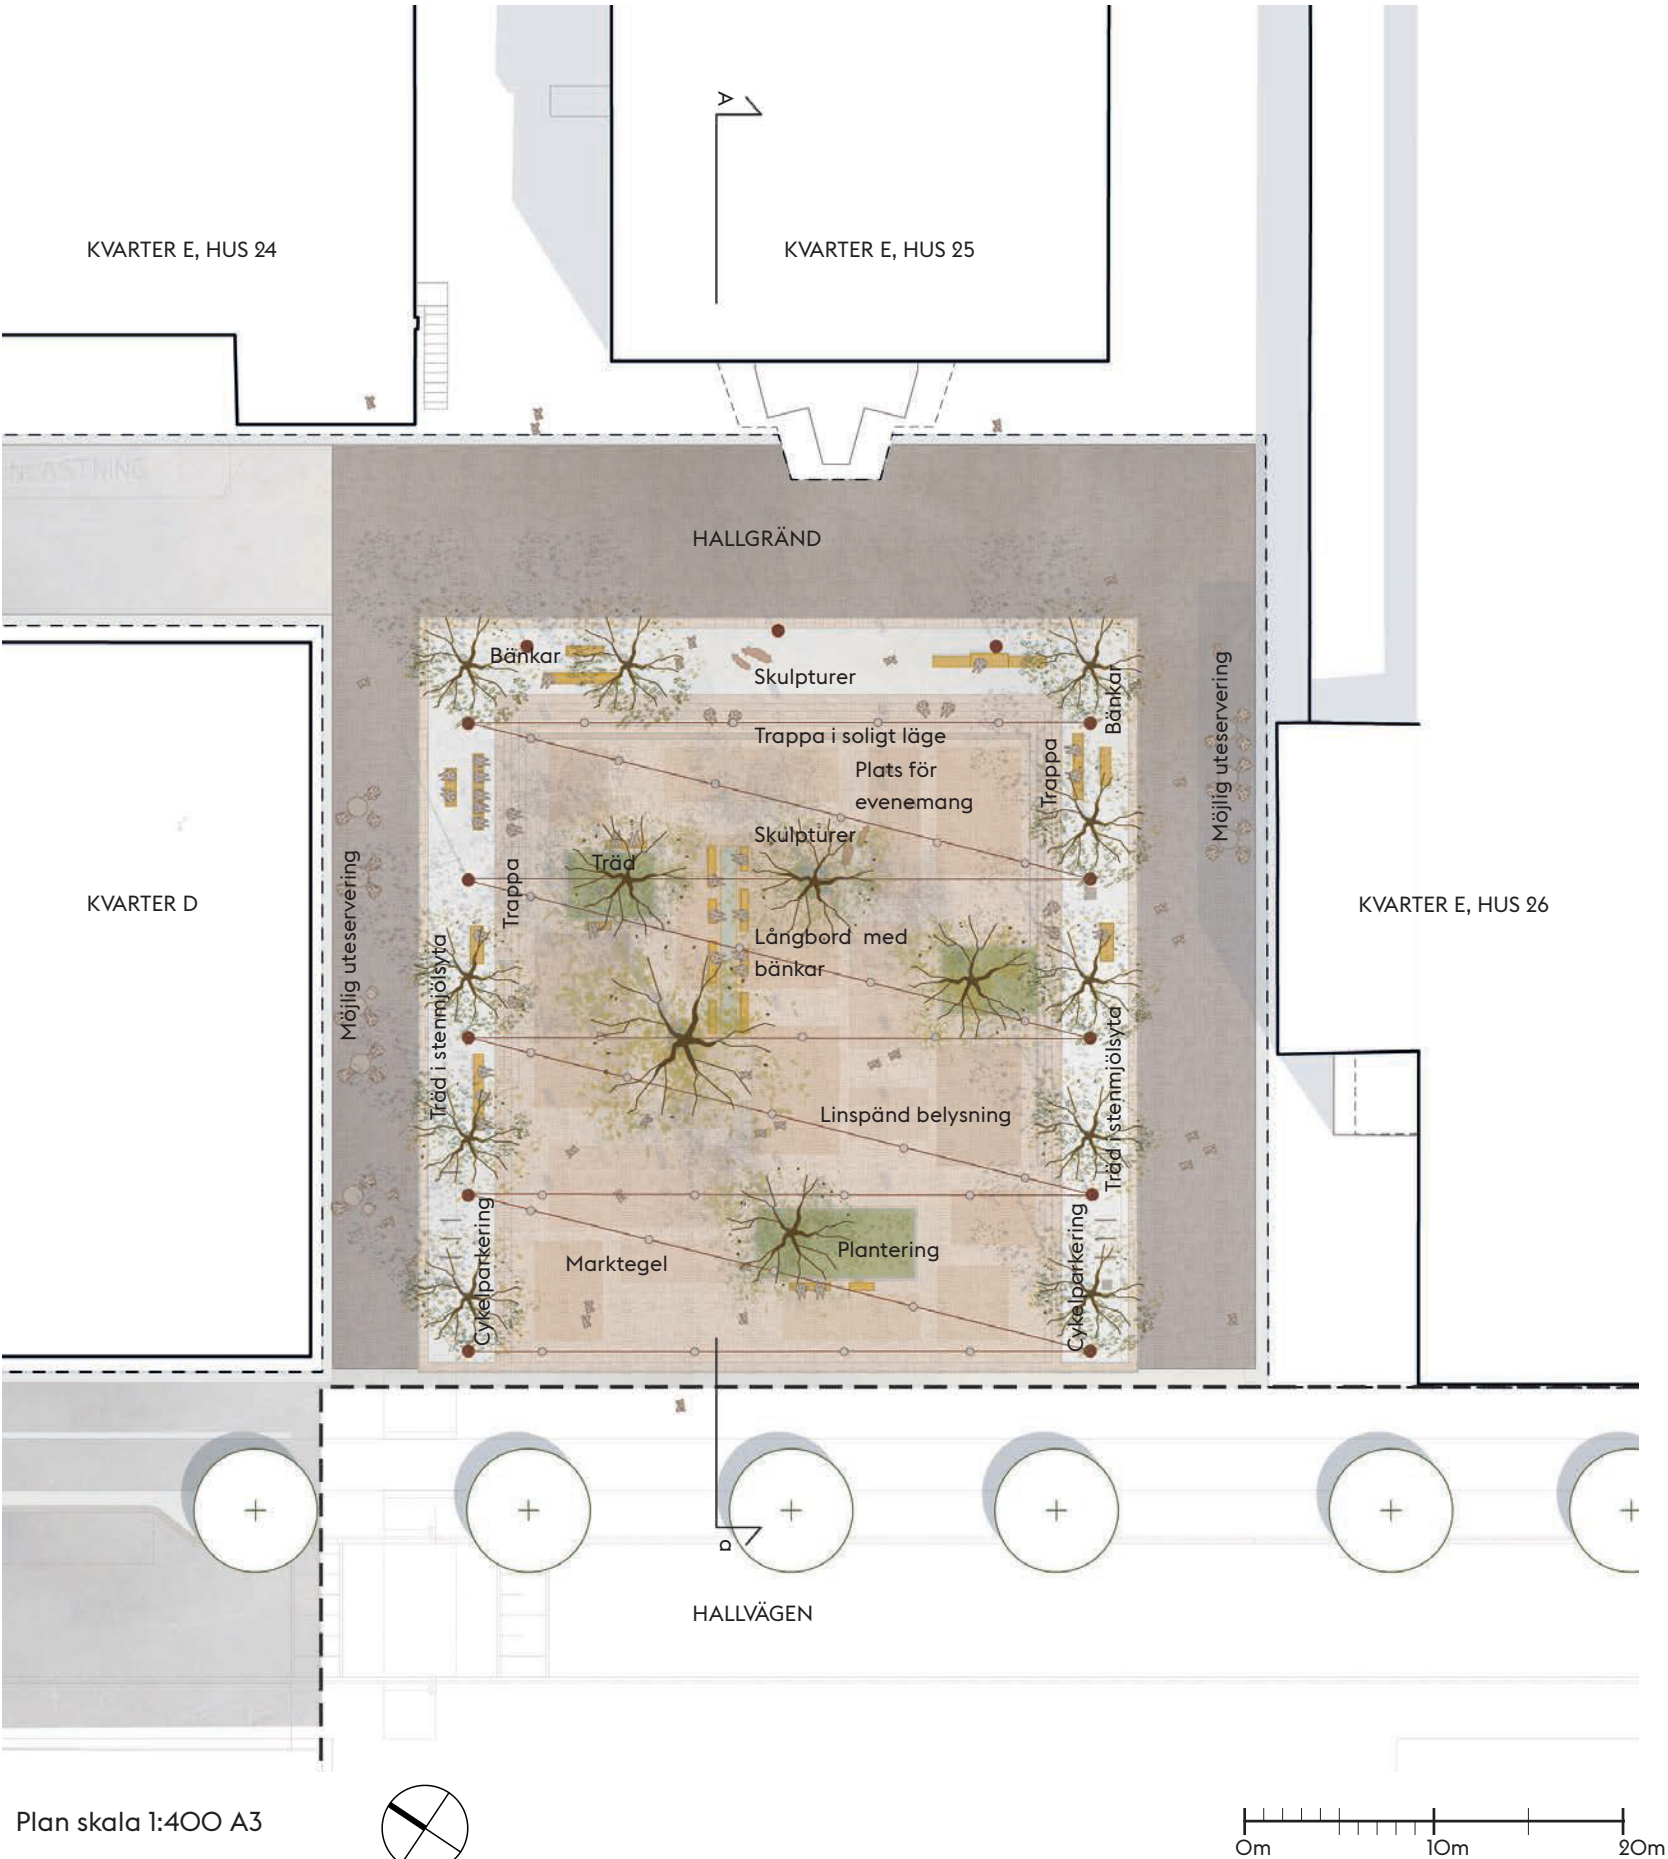 A
KVARTER E, HUS 24
KVARTER E, HUS 25
HALLGRÄND
Bänkar
Skulpturer
Bänkar
Trappa i soligt läge
Plats för
evenemang
Trappa
Möjlig uteservering
Skulpturer
Träd
Trappa
KVARTER D
KVARTER E, HUS 26
Möjlig uteservering
Långbord med
bänkar
Träd i stenmjölsyta
Träd i stenmjölsyta
Linspänd belysning
Cykelparkering
Cykelparkering
Plantering
Marktegel
a
HALLVÄGEN
Plan skala 1:400 A3
0m
10m
20m